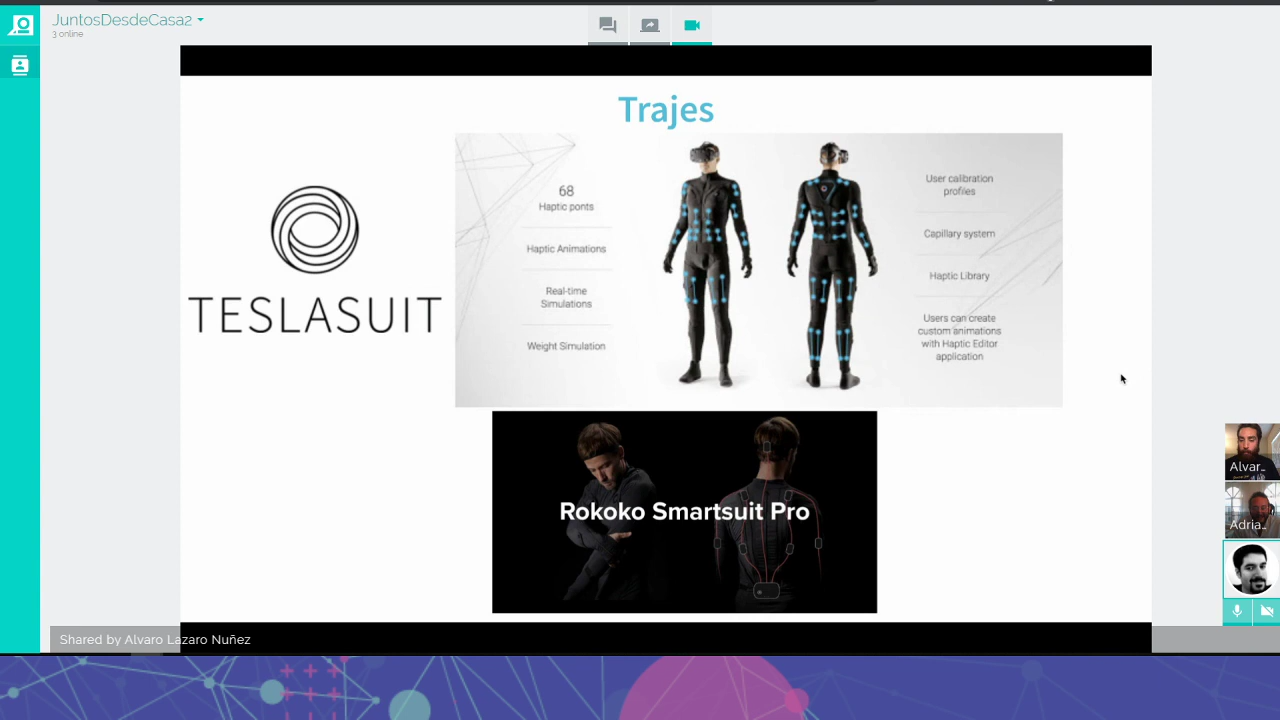 JuntosDesdeCasa2
3 online
Trajes
TESLASUIT
68
Haptic ponts
Haptic Animations
Real-time
Simulations
Weight Simulation
User calibration
profiles
Capillary system
Haptic Library
Users can create
custom animations
with Haptic Editor
application
Rokoko Smartsuit Pro
Alvar...
Adria...
Shared by Alvaro Lazaro Nuñez